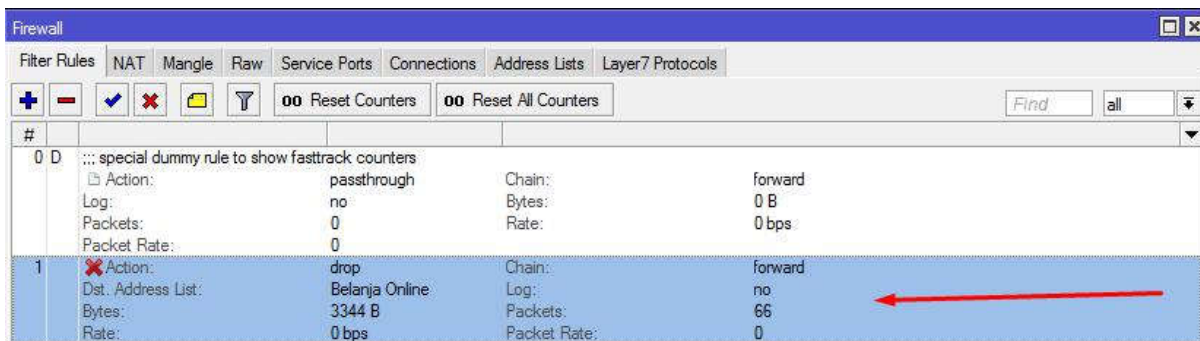 Firewall
Filter Rules NAT Mangle Raw Service Ports Connections Address Lists Layer7 Protocols
00 Reset Counters 00 Reset All Counters Find all
#
0 D ::: special dummy rule to show fasttrack counters
Action: passthrough Chain: forward
Log: no Bytes: 0 B
Packets: 0 Rate: 0 bps
Packet Rate: 0
1 Action: drop Chain: forward
Dst. Address List: Belanja Online Log: no
Bytes: 3344 B Packets: 66
Rate: 0 bps Packet Rate: 0